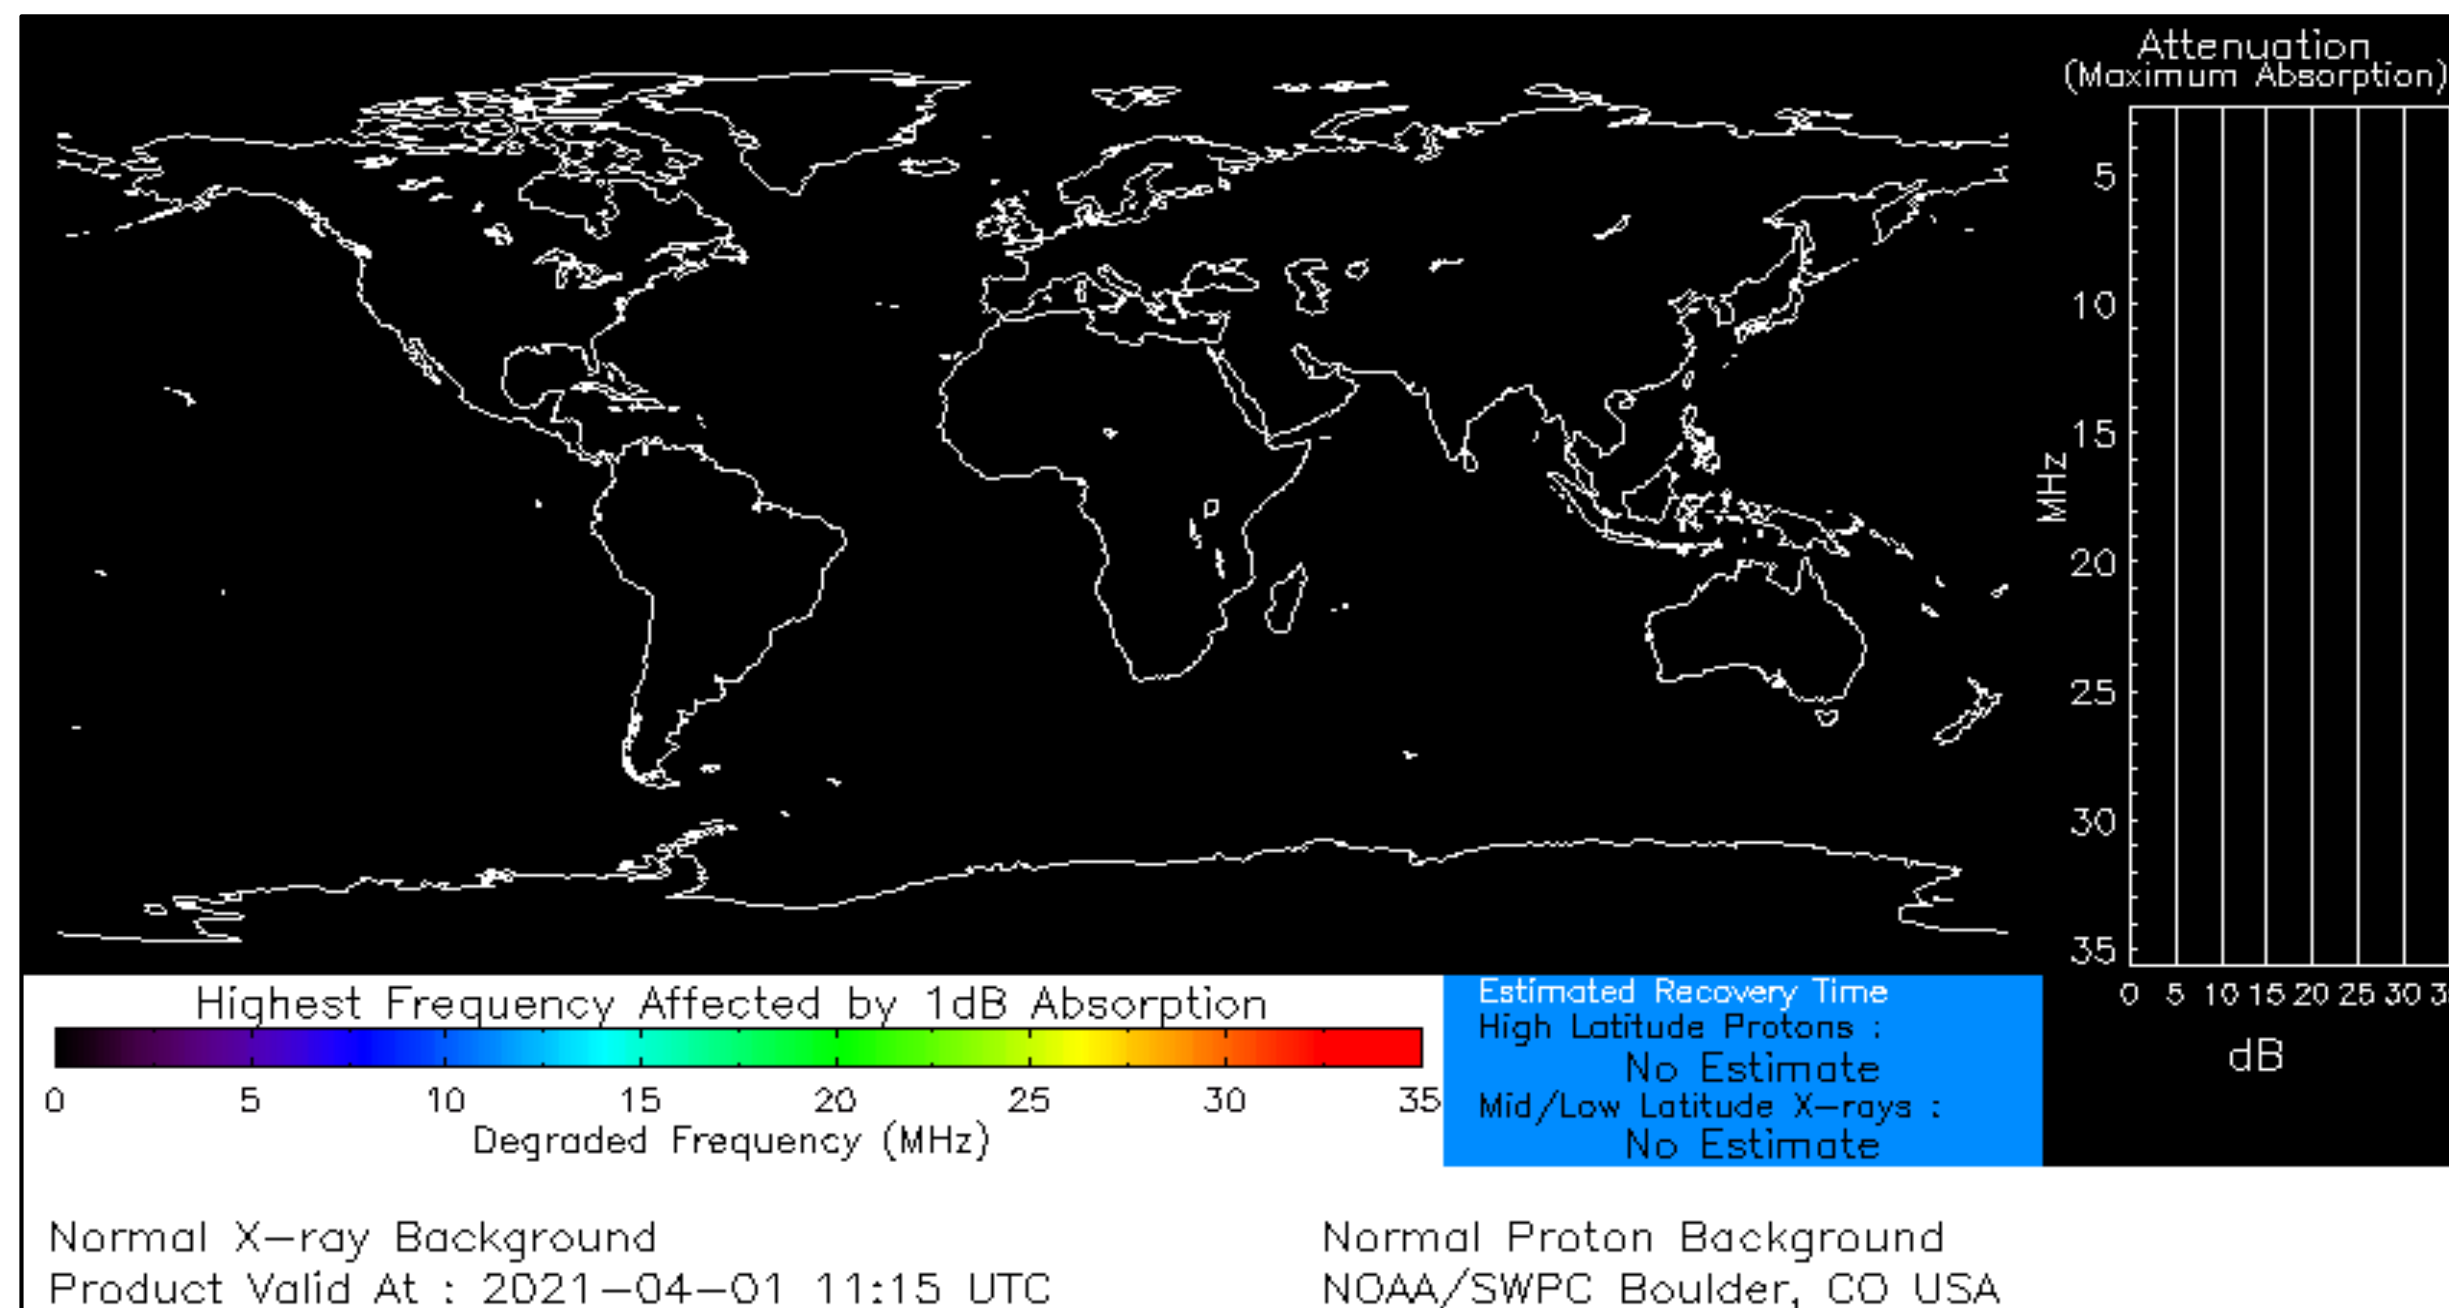 Attenuation
(Maximum Absorption)
5
10
15
20
25
30
35
MHz
0 5 10 15 20 25 30
dB
Highest Frequency Affected by 1dB Absorption
0 5 10 15 20 25 30 35
Degraded Frequency (MHz)
Estimated Recovery Time
High Latitude Protons :
No Estimate
Mid/Low Latitude X-rays :
No Estimate
Normal X-ray Background
Normal Proton Background
Product Valid At : 2021-04-01 11:15 UTC
NOAA/SWPC Boulder, CO USA